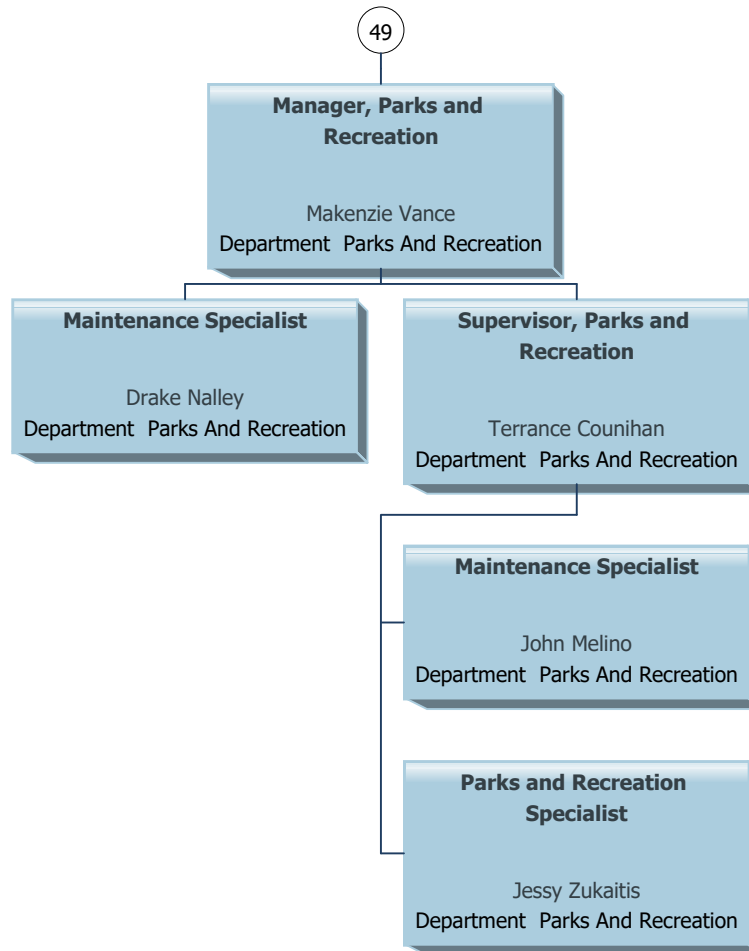 49
Manager, Parks and
Recreation
Makenzie Vance
Department  Parks And Recreation
Maintenance Specialist
Drake Nalley
Department  Parks And Recreation
Supervisor, Parks and
Recreation
Terrance Counihan
Department  Parks And Recreation
Maintenance Specialist
John Melino
Department  Parks And Recreation
Parks and Recreation
Specialist
Jessy Zukaitis
Department  Parks And Recreation